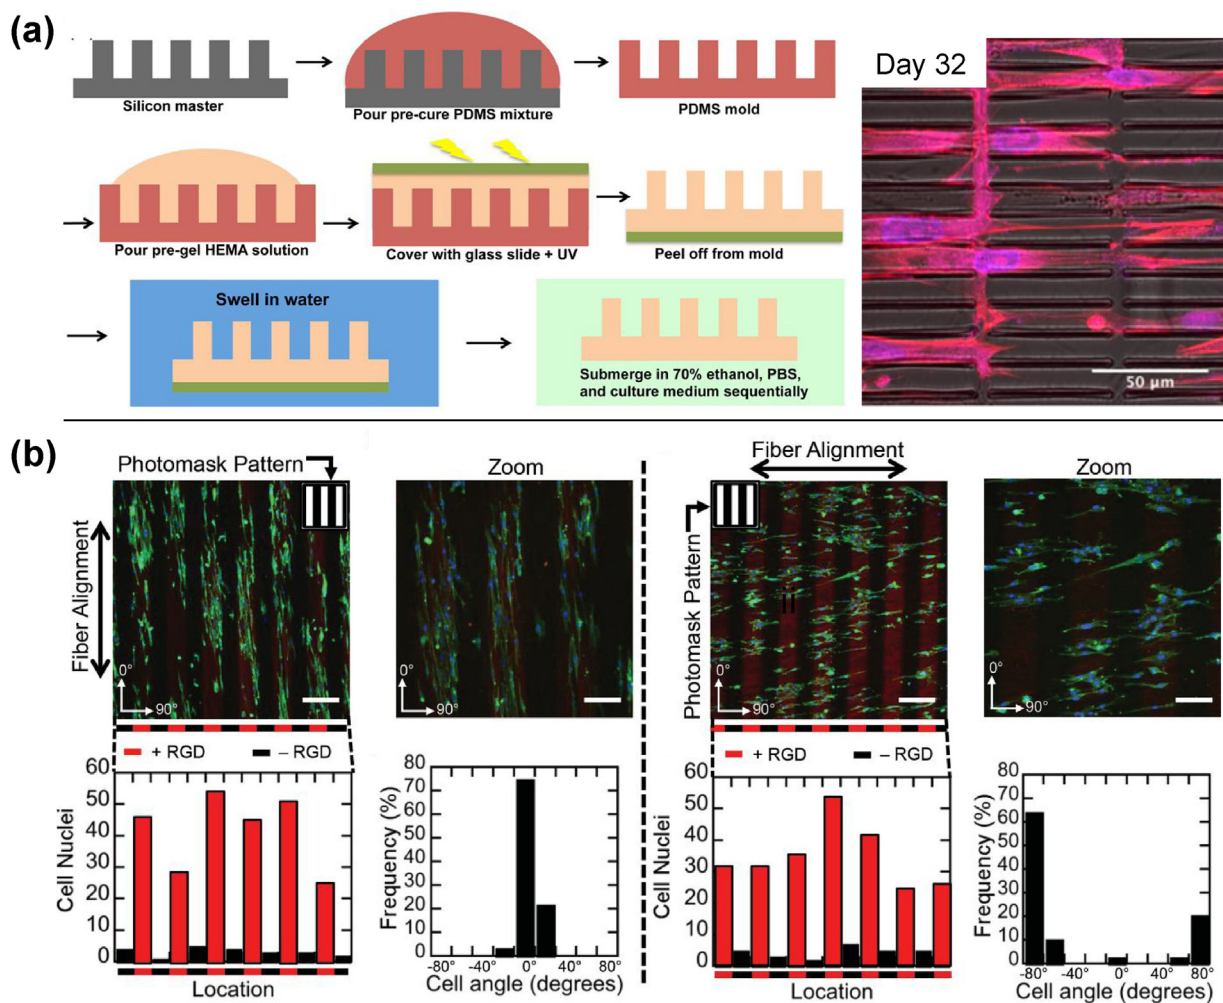 (a)
Silicon master
Pour pre-cure PDMS mixture
PDMS mold
Day 32
Pour pre-gel HEMA solution
Cover with glass slide + UV
Peel off from mold
50 µm
Swell in water
Submerge in 70% ethanol, PBS,
and culture medium sequentially
(b)
Photomask Pattern
Zoom
Fiber Alignment
0°
90°
+ RGD
– RGD
Cell Nuclei
60
50
40
30
20
10
0
Location
Frequency (%)
80
70
60
50
40
30
20
10
0
-80°
-40°
0°
40°
80°
Cell angle (degrees)
Fiber Alignment
Zoom
Photomask Pattern
ii
0°
90°
+ RGD
– RGD
Cell Nuclei
60
50
40
30
20
10
0
Location
Frequency (%)
80
70
60
50
40
30
20
10
0
-80°
-40°
0°
40°
80°
Cell angle (degrees)